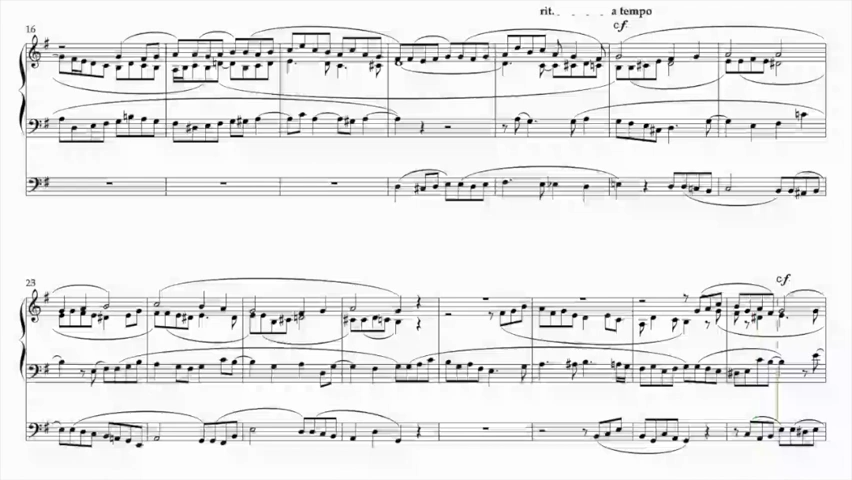 rit. a tempo
c.f.
16
23
c.f.